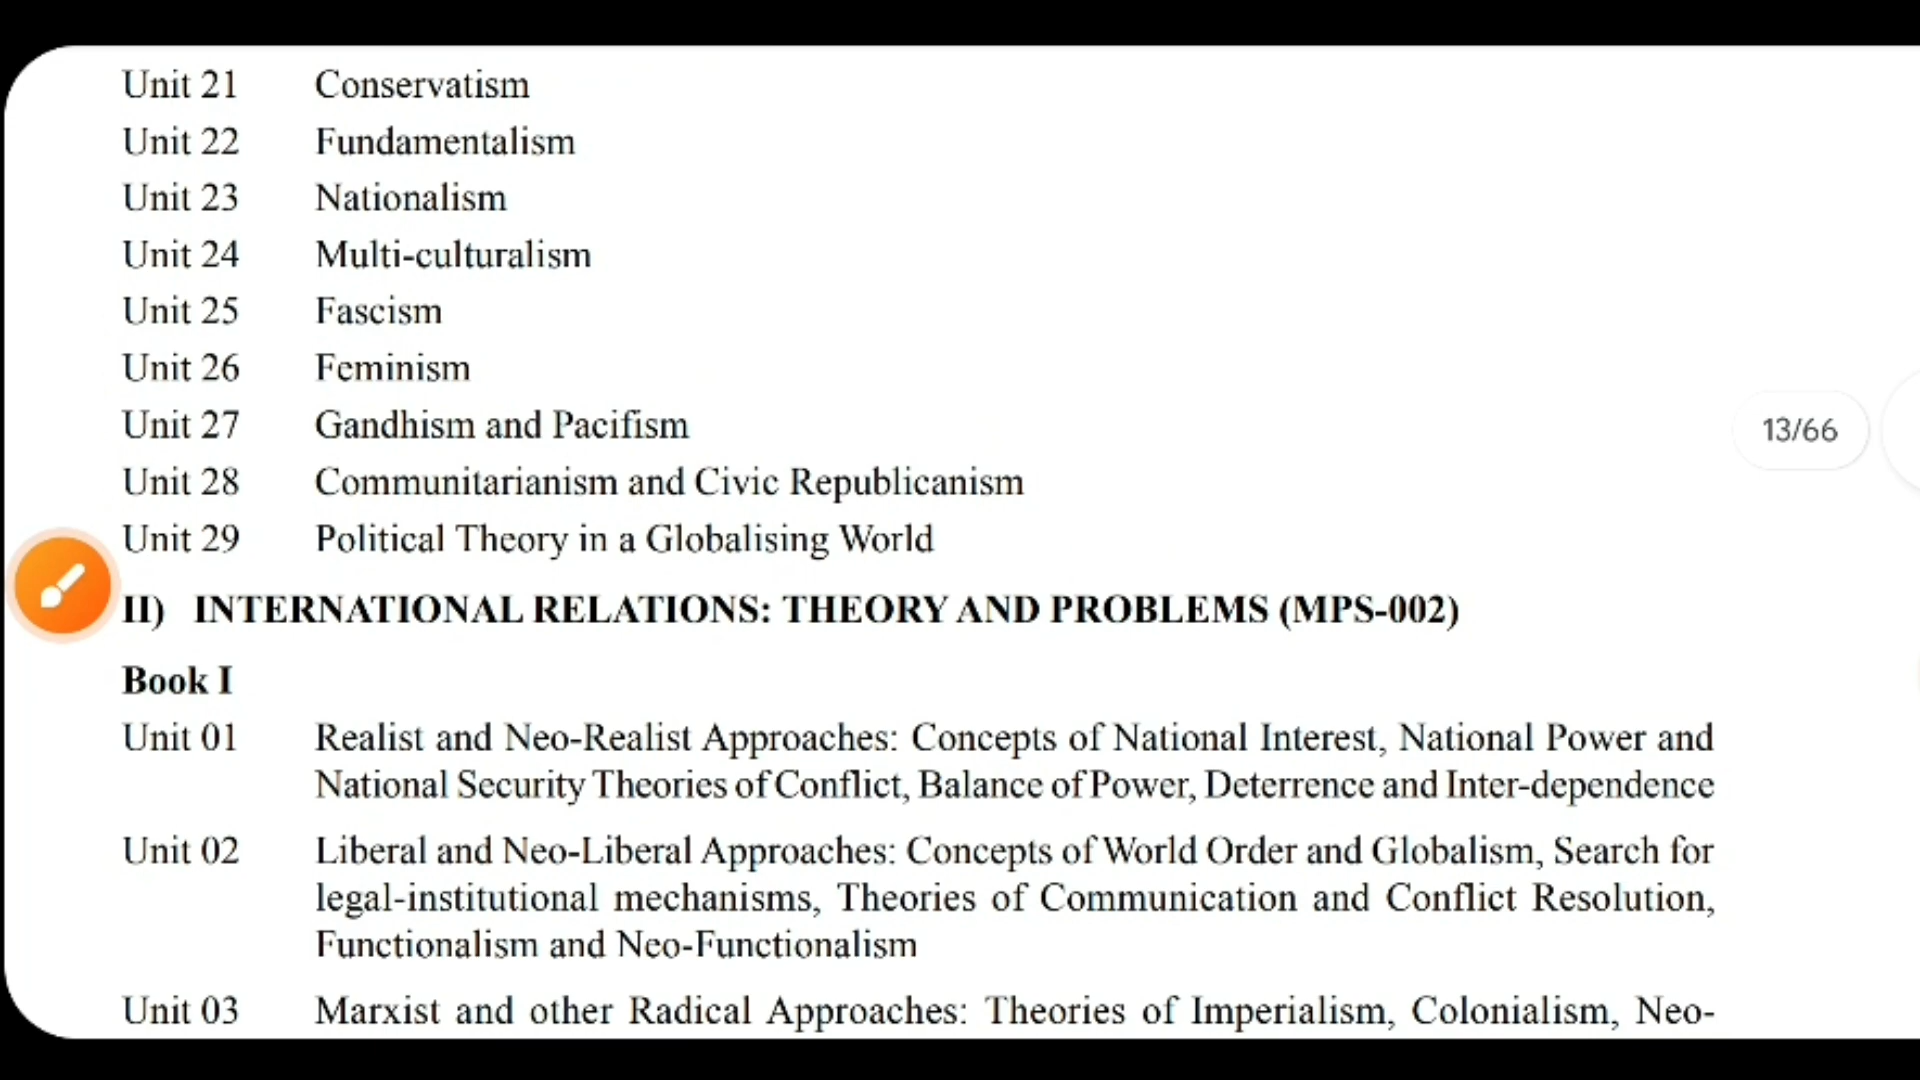 Unit 21 Conservatism
Unit 22 Fundamentalism
Unit 23 Nationalism
Unit 24 Multi-culturalism
Unit 25 Fascism
Unit 26 Feminism
Unit 27 Gandhism and Pacifism
13/66
Unit 28 Communitarianism and Civic Republicanism
Unit 29 Political Theory in a Globalising World
II) INTERNATIONAL RELATIONS: THEORY AND PROBLEMS (MPS-002)
Book I
Unit 01 Realist and Neo-Realist Approaches: Concepts of National Interest, National Power and
National Security Theories of Conflict, Balance of Power, Deterrence and Inter-dependence
Unit 02 Liberal and Neo-Liberal Approaches: Concepts of World Order and Globalism, Search for
legal-institutional mechanisms, Theories of Communication and Conflict Resolution,
Functionalism and Neo-Functionalism
Unit 03 Marxist and other Radical Approaches: Theories of Imperialism, Colonialism, Neo-